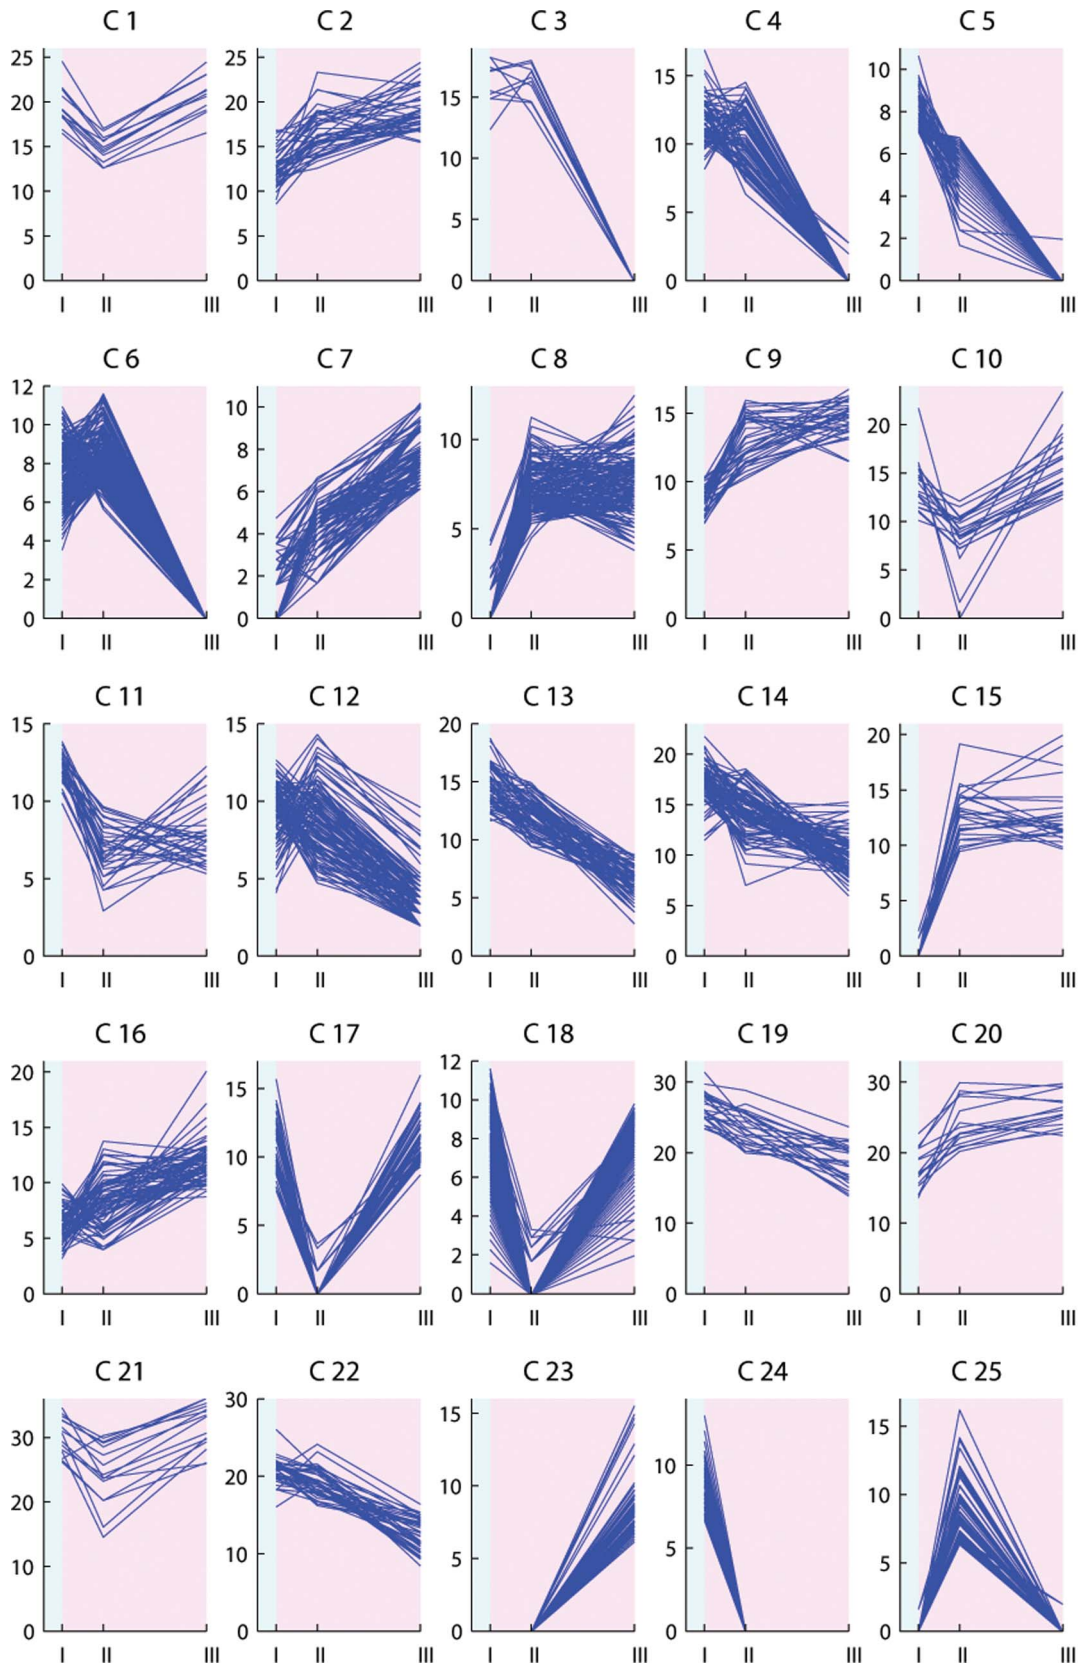 C 1 C 2 C 3 C 4 C 5
25 25 15 15 10
20 20 10 10 8
15 15 5 5 6
10 10 0 0 4
5 5 2
0 0 0
I II III I II III I II III I II III I II III
C 6 C 7 C 8 C 9 C 10
12 10 10 15 20
10 8 5 10 15
8 6 0 5 10
6 4 0 5
4 2 0
2 0
0
I II III I II III I II III I II III I II III
C 11 C 12 C 13 C 14 C 15
15 15 20 20 20
10 10 15 15 15
5 5 10 10 10
0 0 5 5 5
0 0 0
I II III I II III I II III I II III I II III
C 16 C 17 C 18 C 19 C 20
20 15 12 30 30
15 10 10 20 20
10 5 8 10 10
5 0 6 0 0
0 4
2
0
I II III I II III I II III I II III I II III
C 21 C 22 C 23 C 24 C 25
30 30 15 10 15
20 20 10 5 10
10 10 5 0 5
0 0 0 0
I II III I II III I II III I II III I II III